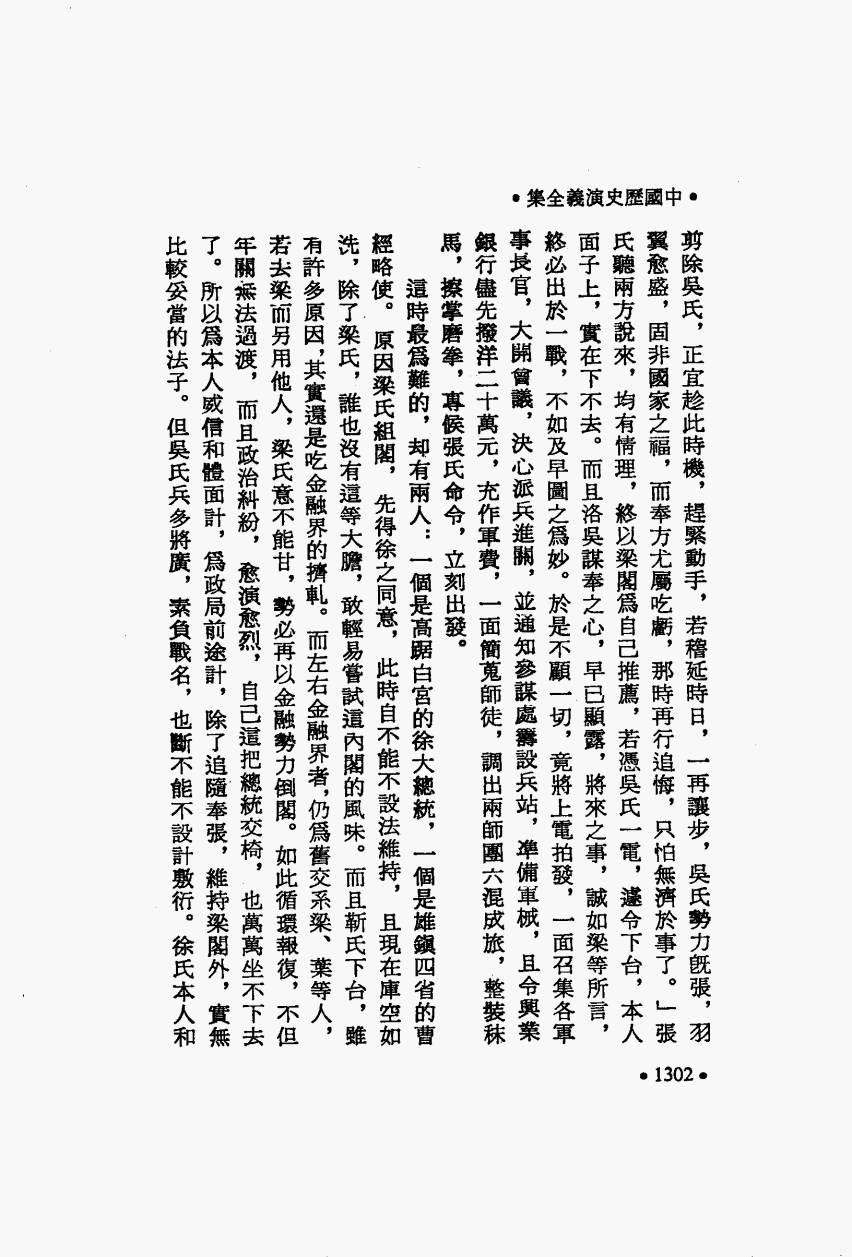 •中國歷史演義全集•
剪除吳氏，正宜趁此時機，趕緊動手，若稽延時日，一再讓步，吳氏勢力旣張，羽
翼愈盛，固非國家之福，而奉方尤屬吃虧，那時再行追悔，只怕無濟於事了。」張
氏聽兩方說來，均有情理，終以梁閣爲自己推薦，若憑吳氏一電，遽令下台，本人
面子上，實在下不去。而且洛吳謀奉之心，早已顯露，將來之事，誠如梁等所言，
終必出於一戰，不如及早圖之爲妙。於是不顧一切，竟將上電拍發，一面召集各軍
事長官，大開會議，決心派兵進關，並通知參謀處籌設兵站，準備軍械，且令興業
銀行儘先撥洋二十萬元，充作軍費，一面簡蒐師徒，調出兩師團六混成旅，整裝秣
馬，擦掌磨拳，專候張氏命令，立刻出發。
這時最爲難的，却有兩人：一個是高踞白宮的徐大總統，一個是雄鎭四省的曹
經略使。原因梁氏組閣，先得徐之同意，此時自不能不設法維持，且現在庫空如
洗，除了梁氏，誰也沒有這等大膽，敢輕易嘗試這內閣的風味。而且靳氏下台，雖
有許多原因，其實還是吃金融界的擠軋。而左右金融界者，仍爲舊交系梁、葉等人，
若去梁而另用他人，梁氏意不能甘，勢必再以金融勢力倒閣。如此循環報復，不但
年關無法過渡，而且政治糾紛，愈演愈烈，自己這把總統交椅，也萬萬坐不下去
了。所以爲本人威信和體面計，爲政局前途計，除了追隨奉張，維持梁閣外，實無
比較妥當的法子。但吳氏兵多將廣，素負戰名，也斷不能不設計敷衍。徐氏本人和
•1302•